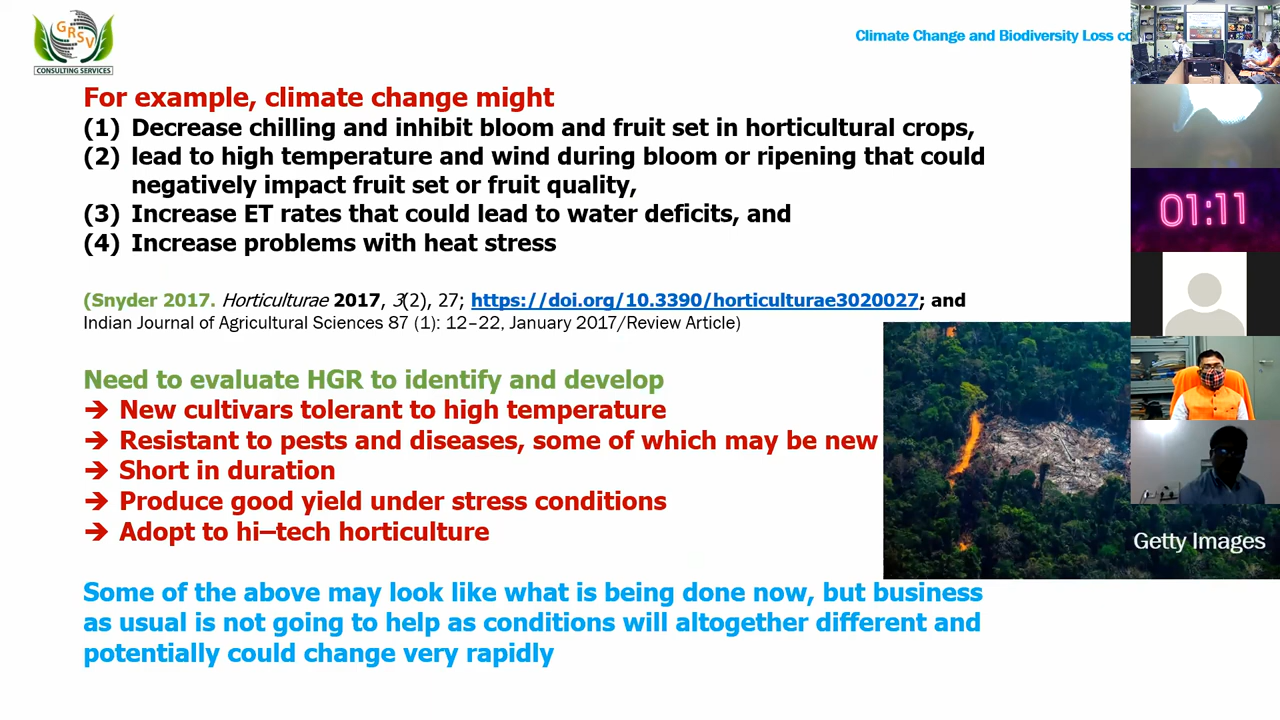 GRSV
CONSULTING SERVICES
Climate Change and Biodiversity Loss
For example, climate change might
(1) Decrease chilling and inhibit bloom and fruit set in horticultural crops,
(2) lead to high temperature and wind during bloom or ripening that could
negatively impact fruit set or fruit quality,
(3) Increase ET rates that could lead to water deficits, and
(4) Increase problems with heat stress
01:11
(Snyder 2017. Horticulturae 2017, 3(2), 27; https://doi.org/10.3390/horticulturae3020027; and
Indian Journal of Agricultural Sciences 87 (1): 12–22, January 2017/Review Article)
Need to evaluate HGR to identify and develop
→ New cultivars tolerant to high temperature
→ Resistant to pests and diseases, some of which may be new
→ Short in duration
→ Produce good yield under stress conditions
→ Adopt to hi–tech horticulture
Getty Images
Some of the above may look like what is being done now, but business
as usual is not going to help as conditions will altogether different and
potentially could change very rapidly